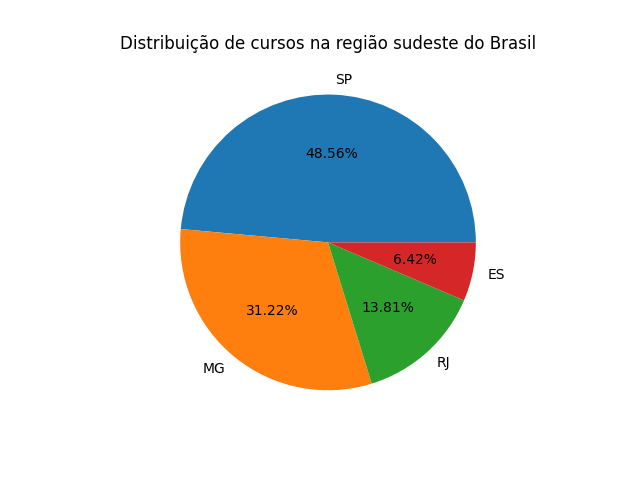 Distribuição de cursos na região sudeste do Brasil
SP
48.56%
6.42%
ES
31.22%
13.81%
MG
RJ